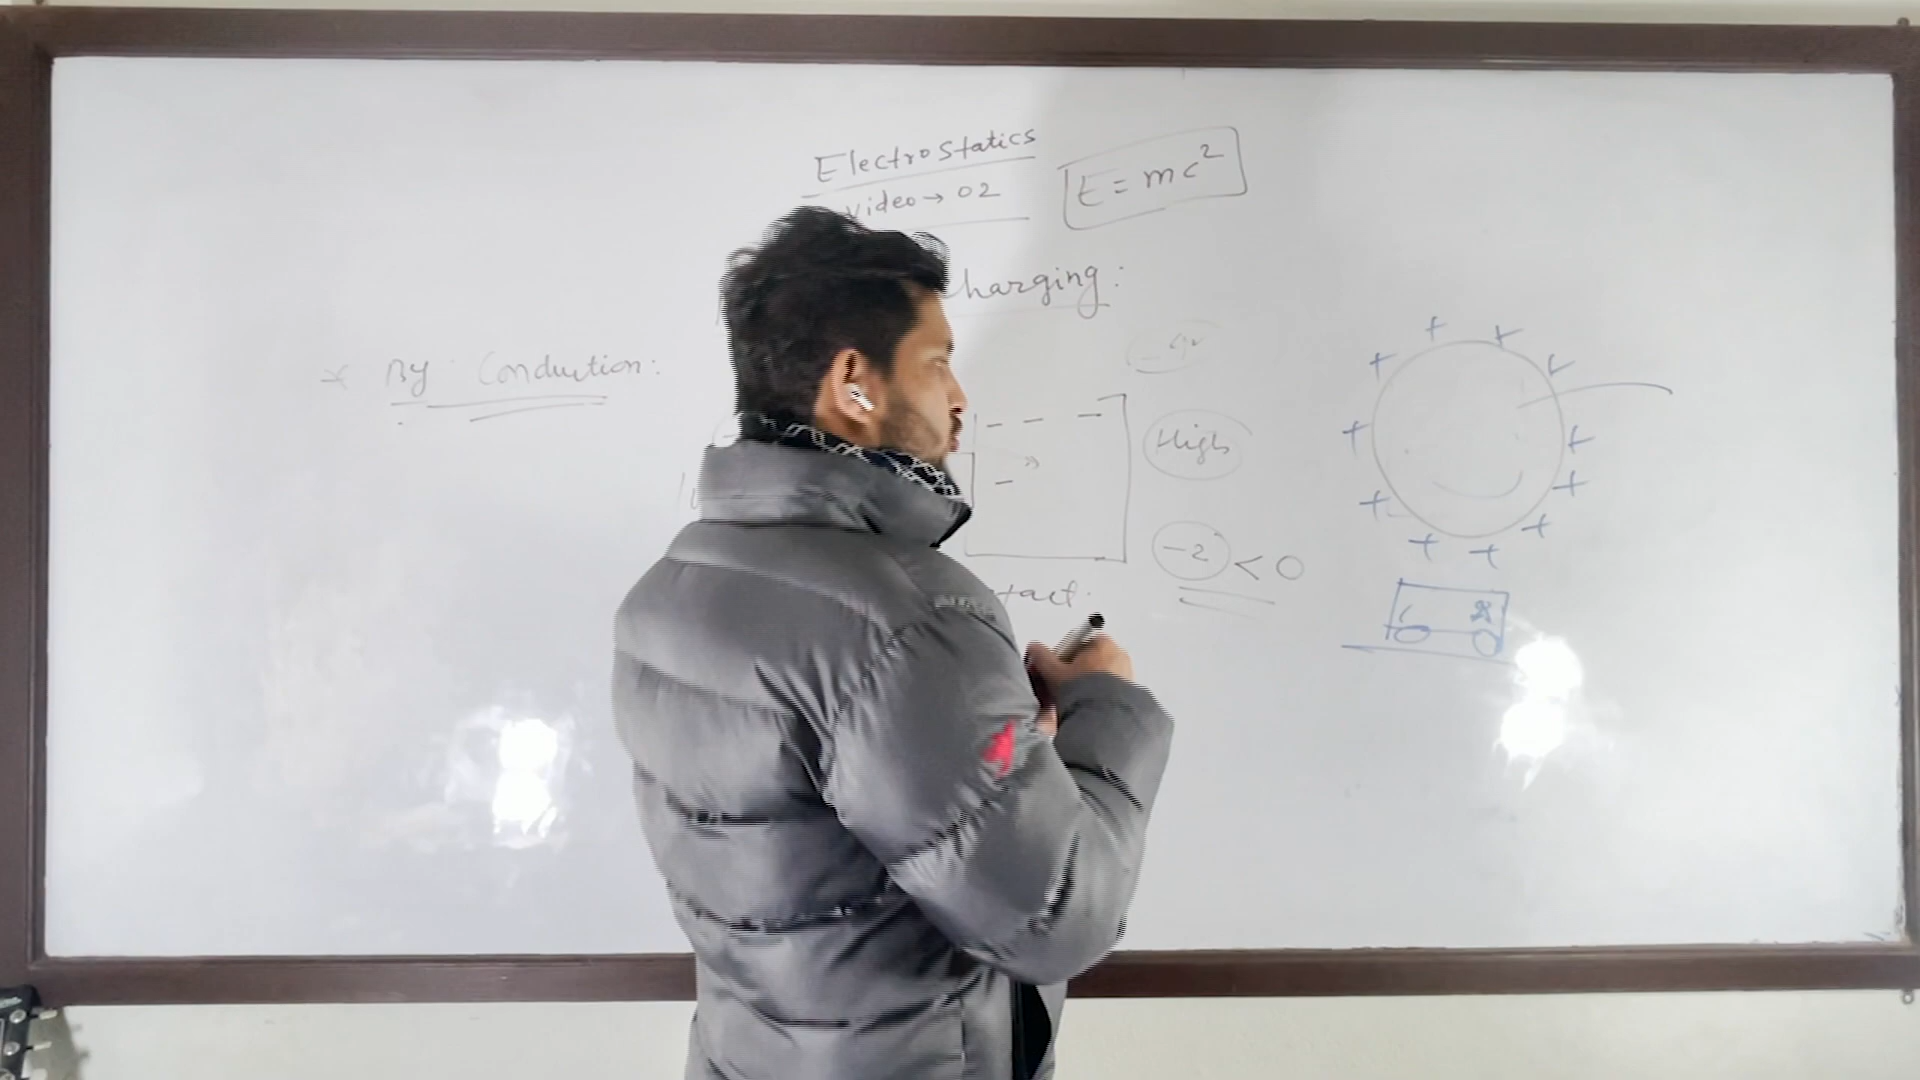 Electrostatics
video → 02
E = mc²
harging:
* By Conduction:
High
-2 < 0
tact.
+ + + + + + + + + + +
- - - -